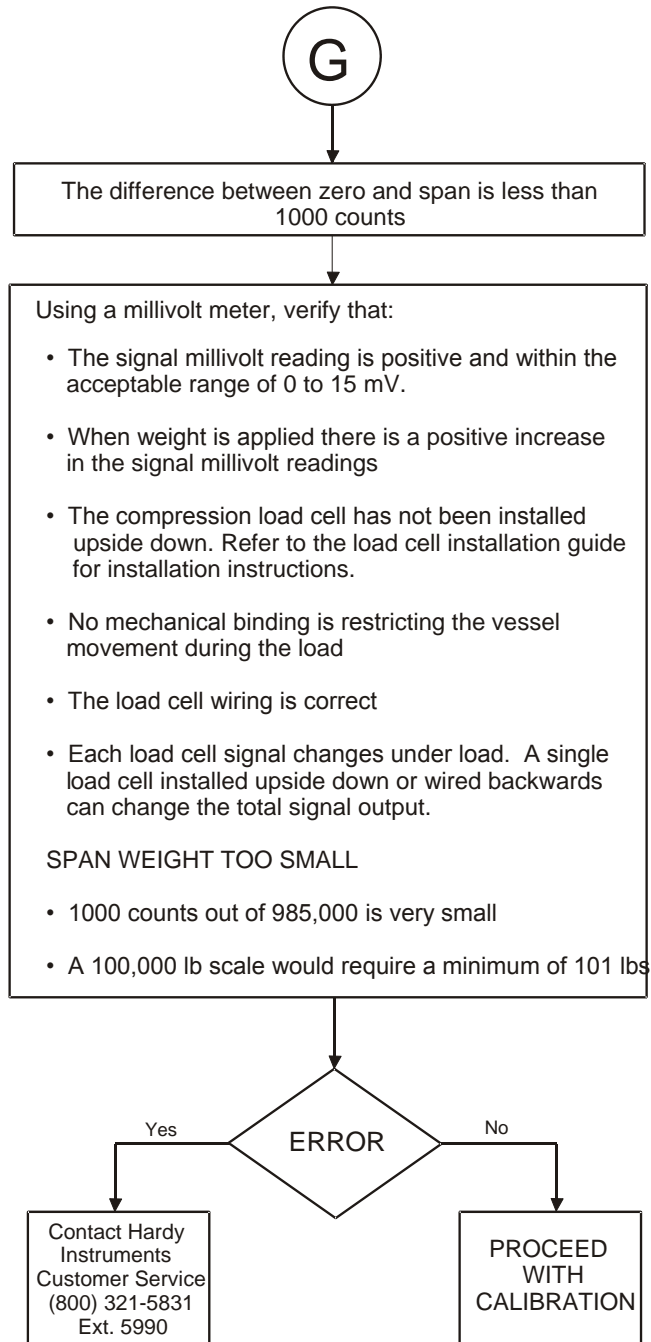 G
The difference between zero and span is less than
1000 counts
Using a millivolt meter, verify that:
• The signal millivolt reading is positive and within the
acceptable range of 0 to 15 mV.
• When weight is applied there is a positive increase
in the signal millivolt readings
• The compression load cell has not been installed
upside down. Refer to the load cell installation guide
for installation instructions.
• No mechanical binding is restricting the vessel
movement during the load
• The load cell wiring is correct
• Each load cell signal changes under load. A single
load cell installed upside down or wired backwards
can change the total signal output.
SPAN WEIGHT TOO SMALL
• 1000 counts out of 985,000 is very small
• A 100,000 lb scale would require a minimum of 101 lbs
ERROR
Yes
No
Contact Hardy
Instruments
Customer Service
(800) 321-5831
Ext. 5990
PROCEED
WITH
CALIBRATION